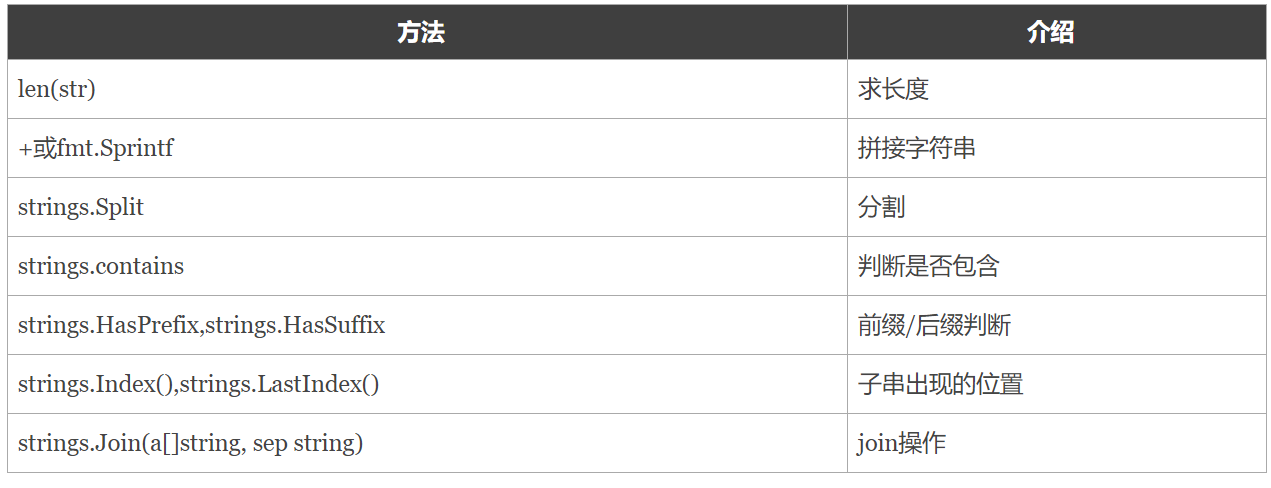 方法 介绍
len(str) 求长度
+或fmt.Sprintf 拼接字符串
strings.Split 分割
strings.contains 判断是否包含
strings.HasPrefix,strings.HasSuffix 前缀/后缀判断
strings.Index(),strings.LastIndex() 子串出现的位置
strings.Join(a[]string, sep string) join操作